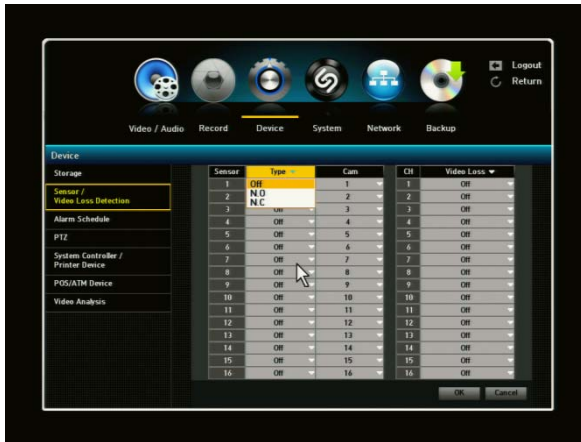 Logout
Return
Video / Audio Record Device System Network Backup
Device
Storage
Sensor /
Video Loss Detection
Alarm Schedule
PTZ
System Controller /
Printer Device
POS/ATM Device
Video Analysis
Sensor Type Cam CH Video Loss
1 Off 1 1 Off
2 N.O 2 2 Off
N.C
3 Off 3 3 Off
4 Off 4 4 Off
5 Off 5 5 Off
6 Off 6 6 Off
7 Off 7 7 Off
8 Off 8 8 Off
9 Off 9 9 Off
10 Off 10 10 Off
11 Off 11 11 Off
12 Off 12 12 Off
13 Off 13 13 Off
14 Off 14 14 Off
15 Off 15 15 Off
16 Off 16 16 Off
OK Cancel